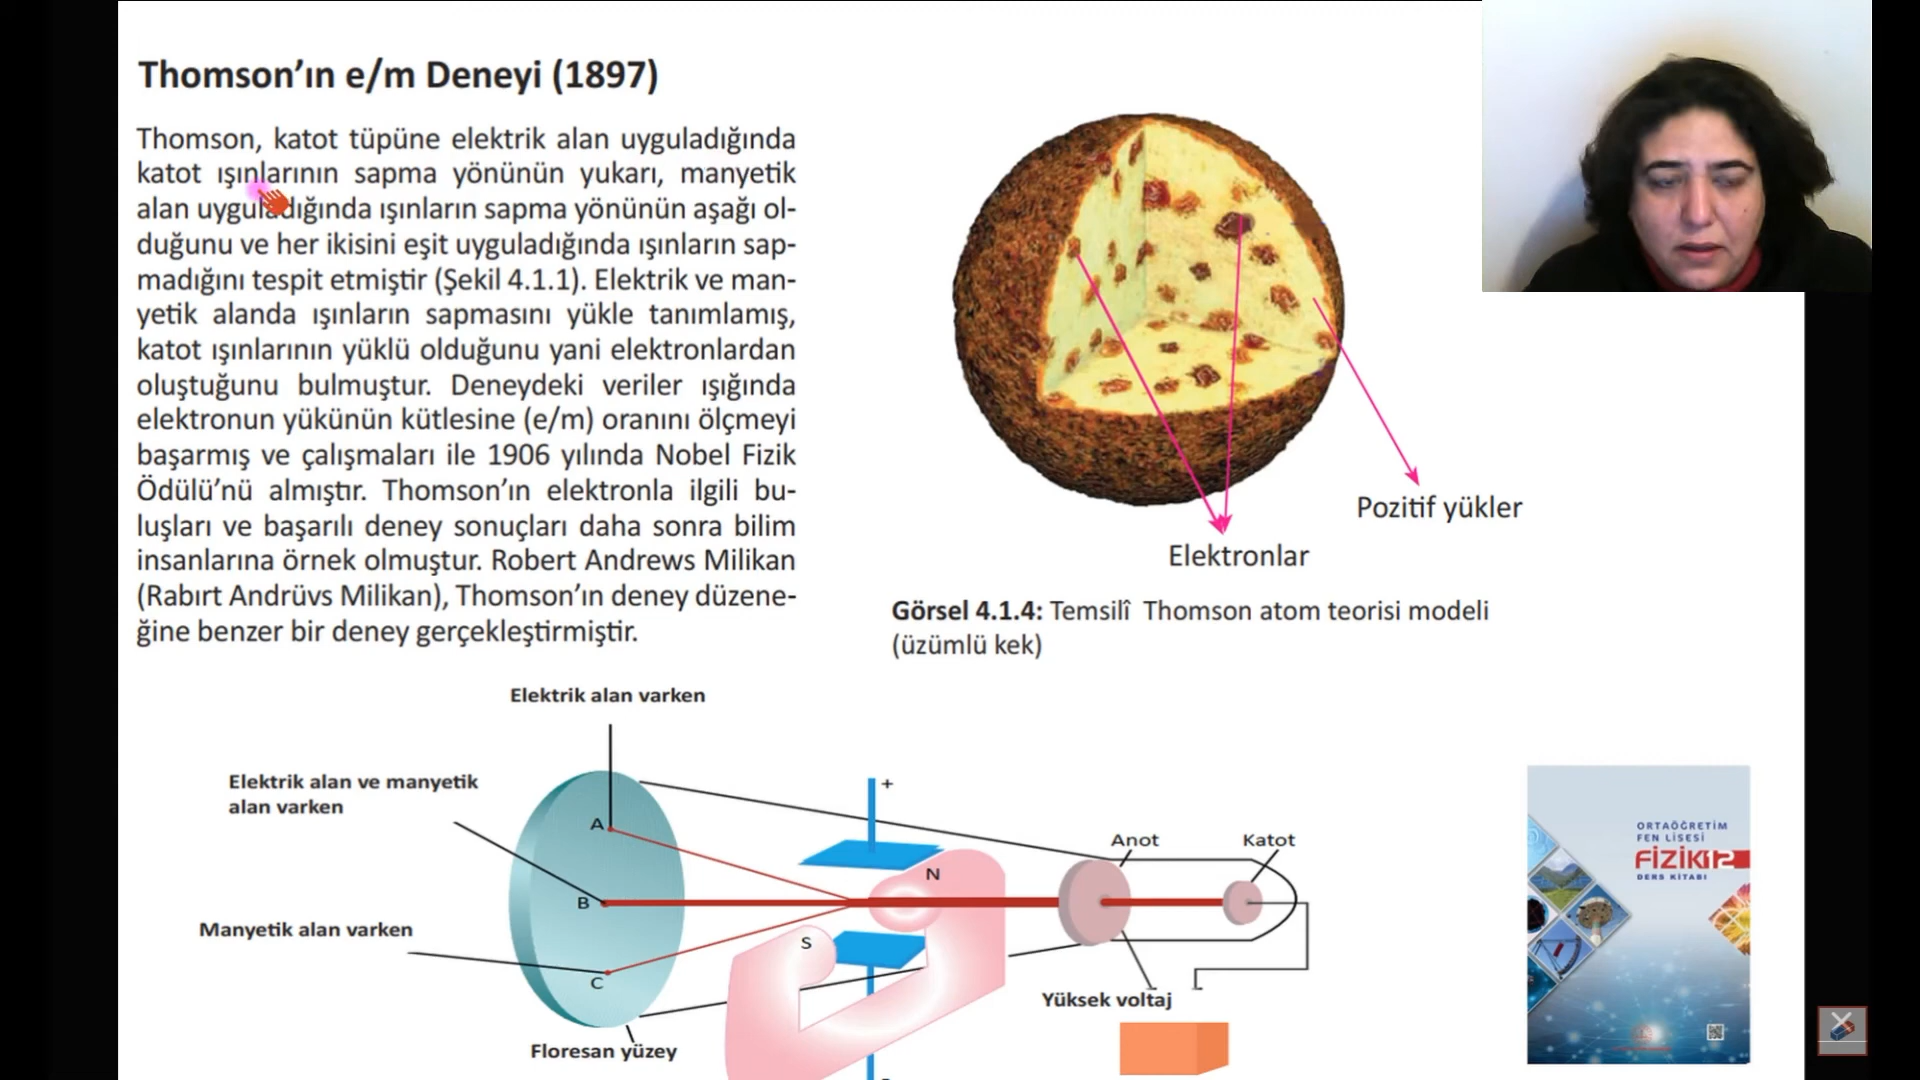 Thomson’ın e/m Deneyi (1897)
Thomson, katot tüpüne elektrik alan uyguladığında
katot ışınlarının sapma yönünün yukarı, manyetik
alan uyguladığında ışınların sapma yönünün aşağı ol-
duğunu ve her ikisini eşit uyguladığında ışınların sap-
madığını tespit etmiştir (Şekil 4.1.1). Elektrik ve man-
yetik alanda ışınların sapmasını yükle tanımlamış,
katot ışınlarının yüklü olduğunu yani elektronlardan
oluştuğunu bulmuştur. Deneydeki veriler ışığında
elektronun yükünün kütlesine (e/m) oranını ölçmeyi
başarmış ve çalışmaları ile 1906 yılında Nobel Fizik
Ödülü’nü almıştır. Thomson’ın elektronla ilgili bu-
luşları ve başarılı deney sonuçları daha sonra bilim
insanlarına örnek olmuştur. Robert Andrews Milikan
(Rabırt Andrüvs Milikan), Thomson’ın deney düzene-
ğine benzer bir deney gerçekleştirmiştir.
Pozitif yükler
Elektronlar
Görsel 4.1.4: Temsilî Thomson atom teorisi modeli
(üzümlü kek)
Elektrik alan varken
Elektrik alan ve manyetik
alan varken
Manyetik alan varken
A
B
C
Floresan yüzey
+
N
S
-
Anot
Katot
Yüksek voltaj
ORTAÖĞRETİM
FEN LİSESİ
FİZİK 12
DERS KİTABI